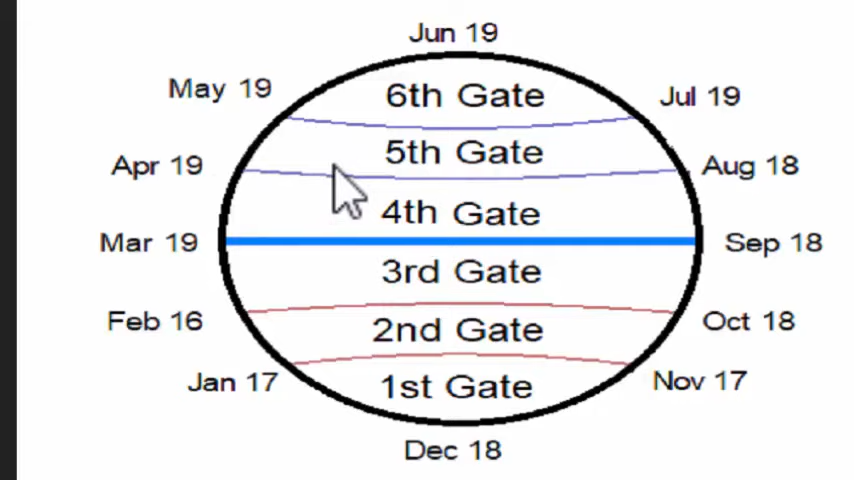 Jun 19
May 19
6th Gate
Jul 19
Apr 19
5th Gate
Aug 18
4th Gate
Mar 19
Sep 18
3rd Gate
Feb 16
2nd Gate
Oct 18
Jan 17
1st Gate
Nov 17
Dec 18